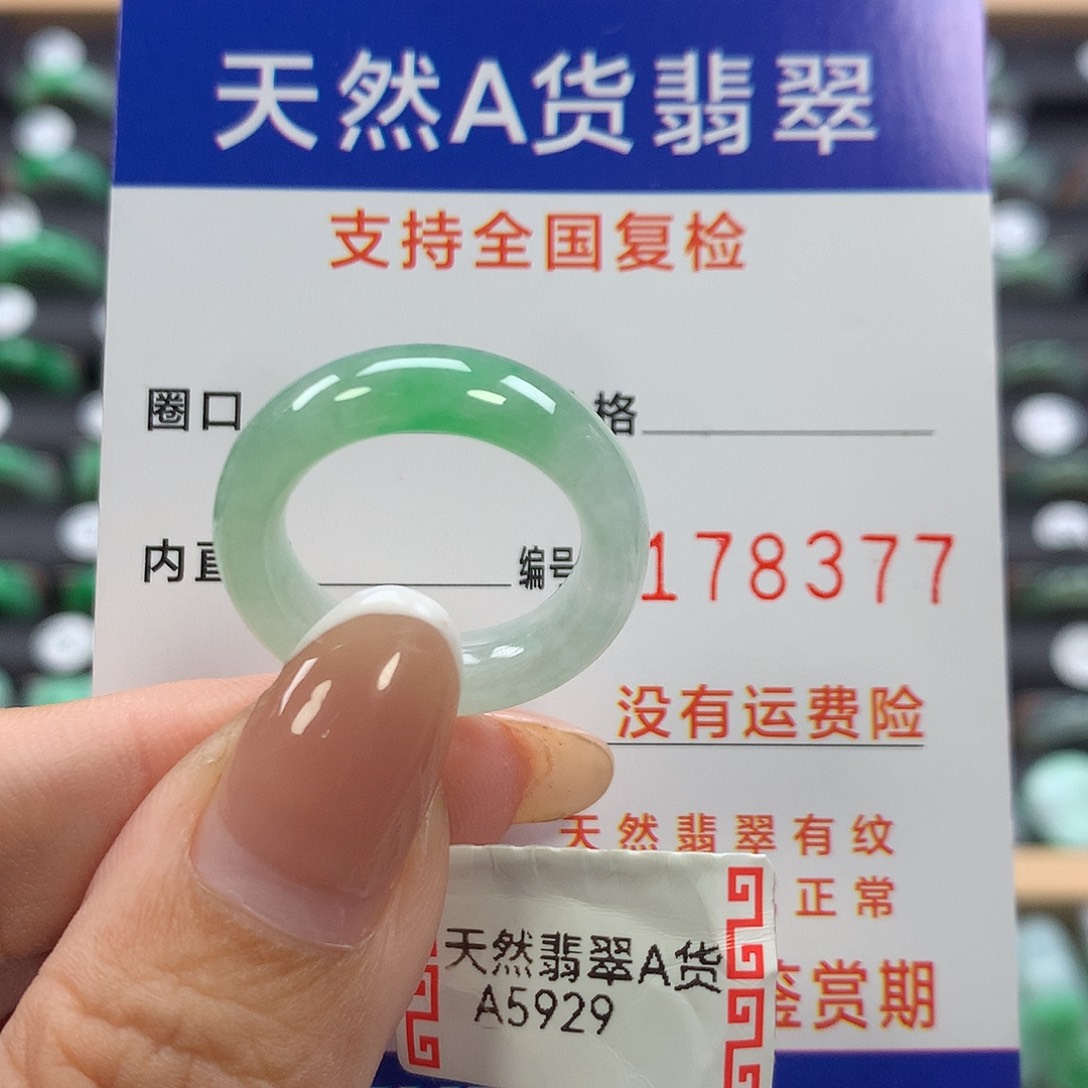 天然A货翡翠
支持全国复检
圈口 格
内直 编号 178377
没有运费险
天然翡翠有纹
正常
鉴赏期
天然翡翠A货
A5929